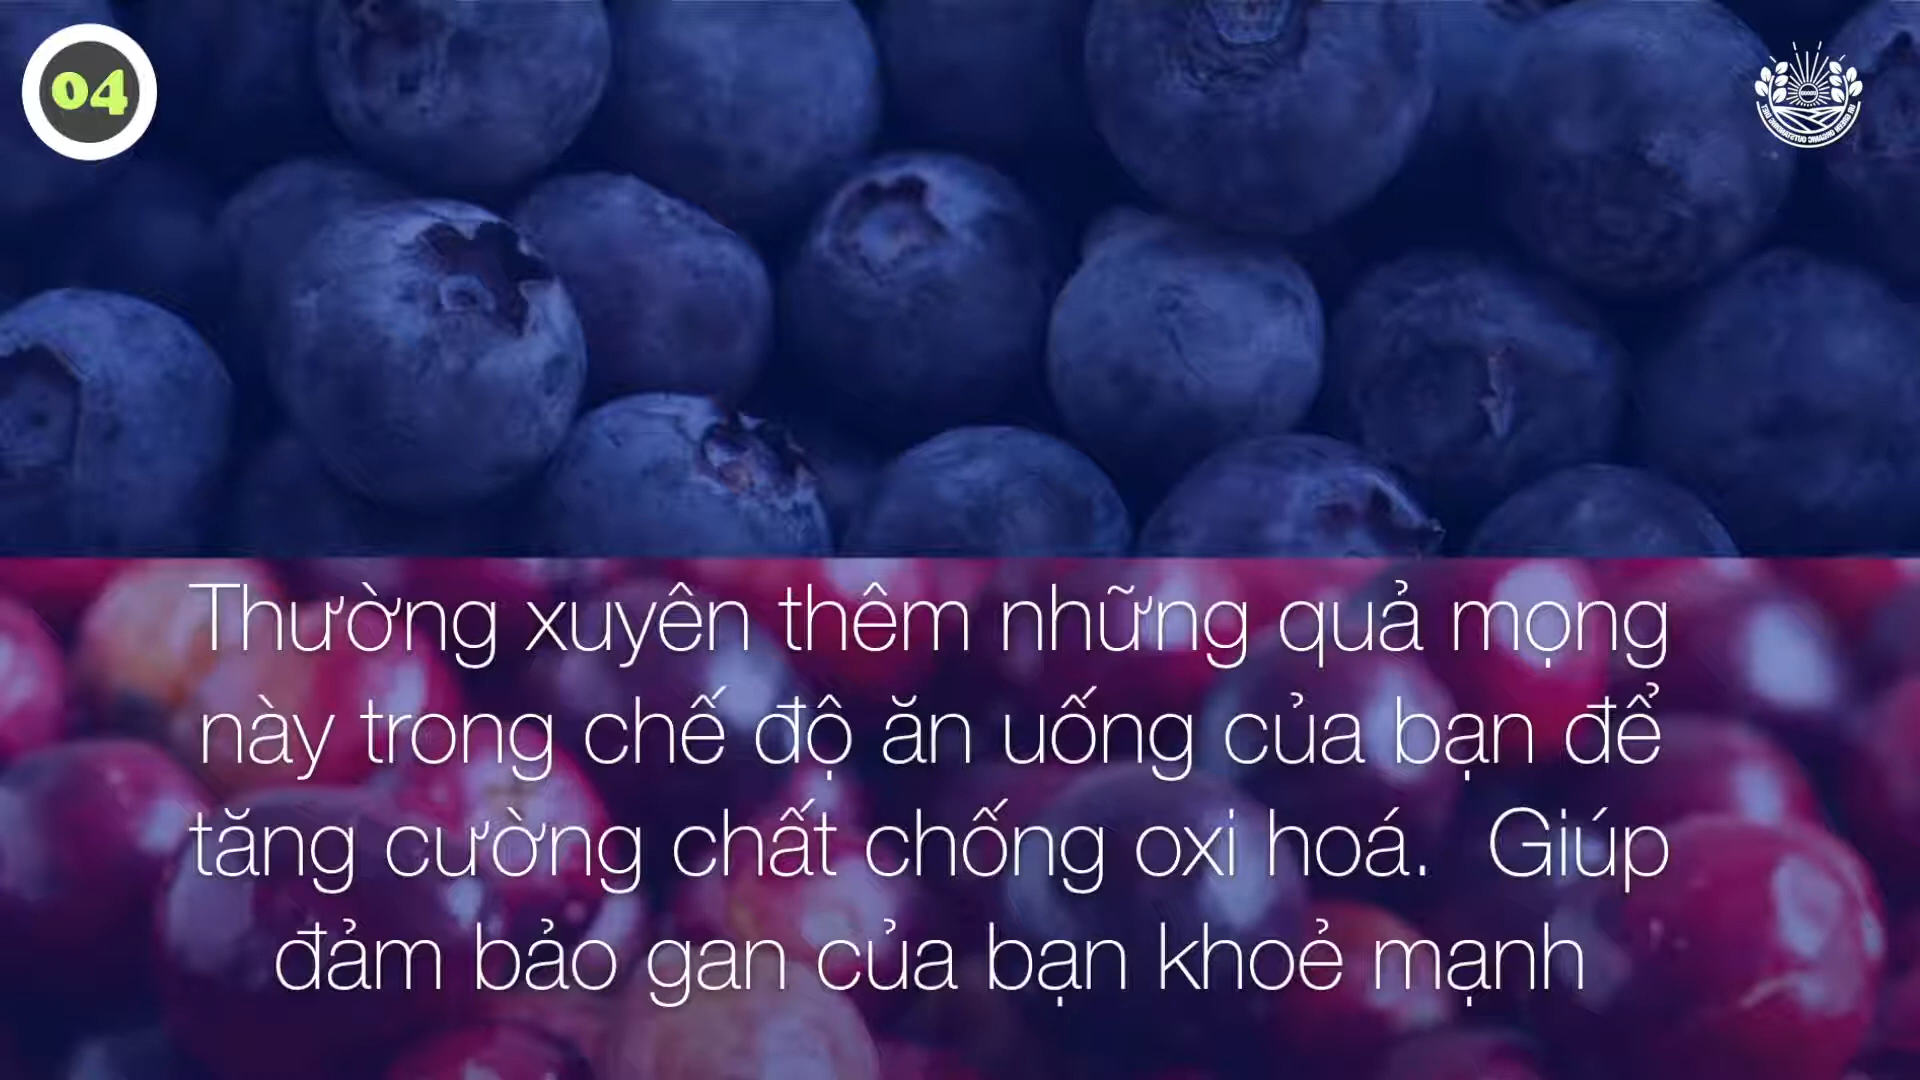 04
Thường xuyên thêm những quả mọng
này trong chế độ ăn uống của bạn để
tăng cường chất chống oxi hoá.  Giúp
đảm bảo gan của bạn khoẻ mạnh